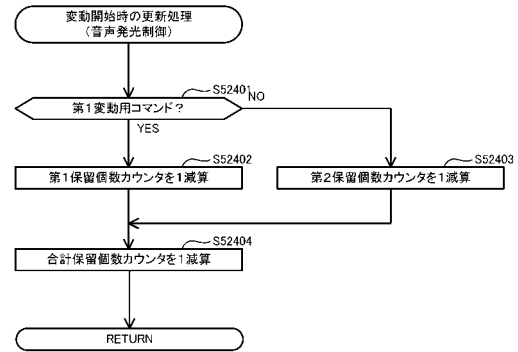 変動開始時の更新処理
(音声発光制御)
S52401
第1変動用コマンド?
NO
YES
S52402
第1保留個数カウンタを1減算
S52403
第2保留個数カウンタを1減算
S52404
合計保留個数カウンタを1減算
RETURN